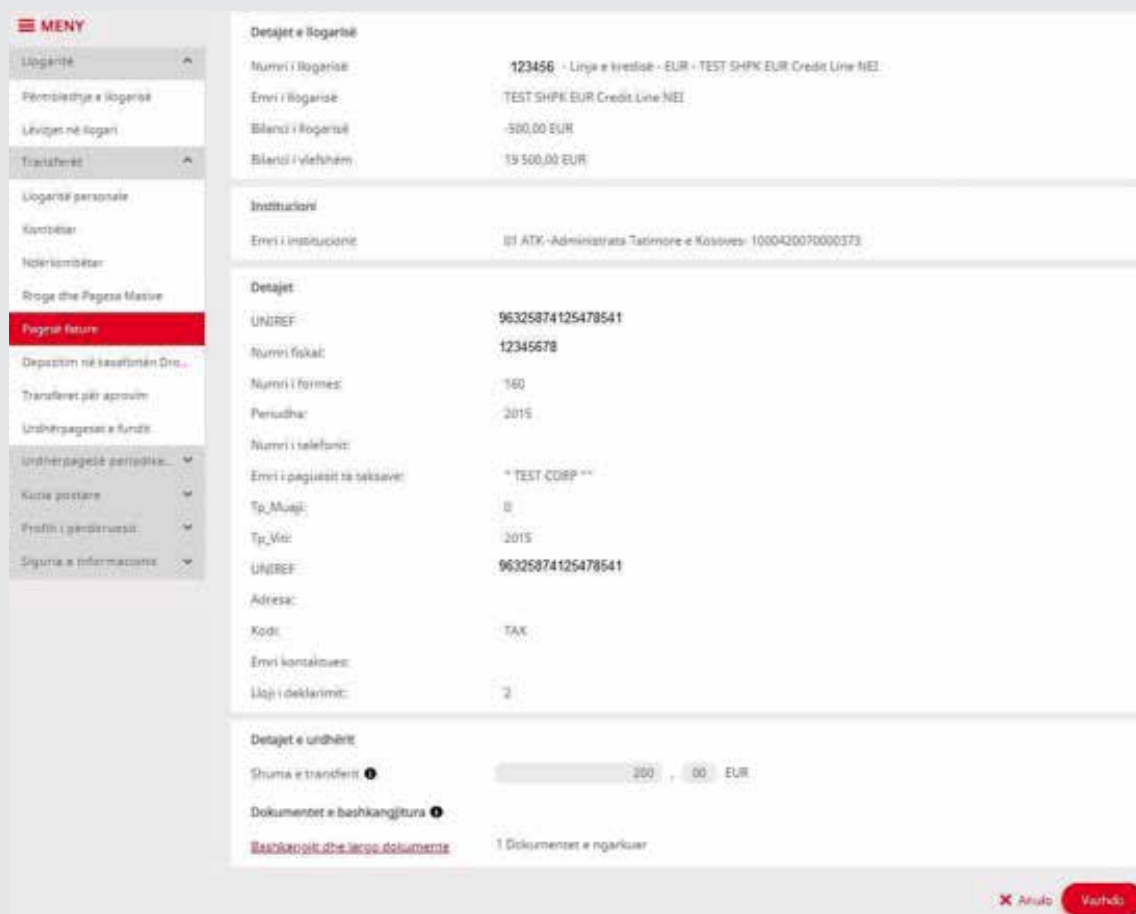 MENY
Llogaritë
Përmbledhje e llogarisë
Lëvizjet në llogari
Transferët
Llogaritë personale
Kombëtar
Ndërkombëtar
Rroga dhe Pagesa Masive
Pagesë fature
Depozitim në kasafortën Dro...
Transferet për aprovim
Urdhërpagesat e fundit
Urdhërpagesë periodike...
Kutia postare
Profili i përdoruesit
Siguria e informacionit
Detajet e llogarisë
Numri i llogarisë 123456 - Linja e kredisë - EUR - TEST SHPK EUR Credit Line NEI
Emri i llogarisë TEST SHPK EUR Credit Line NEI
Bilanci i llogarisë -500,00 EUR
Bilanci i vlefshëm 19 500,00 EUR
Institucioni
Emri i institucionit 01 ATK -Administrata Tatimore e Kosoves- 1000420070000373
Detajet
UNIREF 96325874125478541
Numri fiskal: 12345678
Numri i formes: 160
Periudha: 2015
Numri i telefonit:
Emri i paguesit te taksave: * TEST CORP **
Tp_Muaji: 0
Tp_Viti: 2015
UNIREF 96325874125478541
Adresa:
Kodi: TAX
Emri kontaktues:
Lloji i deklarimit: 2
Detajet e urdhërit
Shuma e transferit 200 , 00 EUR
Dokumentet e bashkangjitura
Bashkangjit dhe largo dokumente 1 Dokumentet e ngarkuar
Anulo Vazhdo